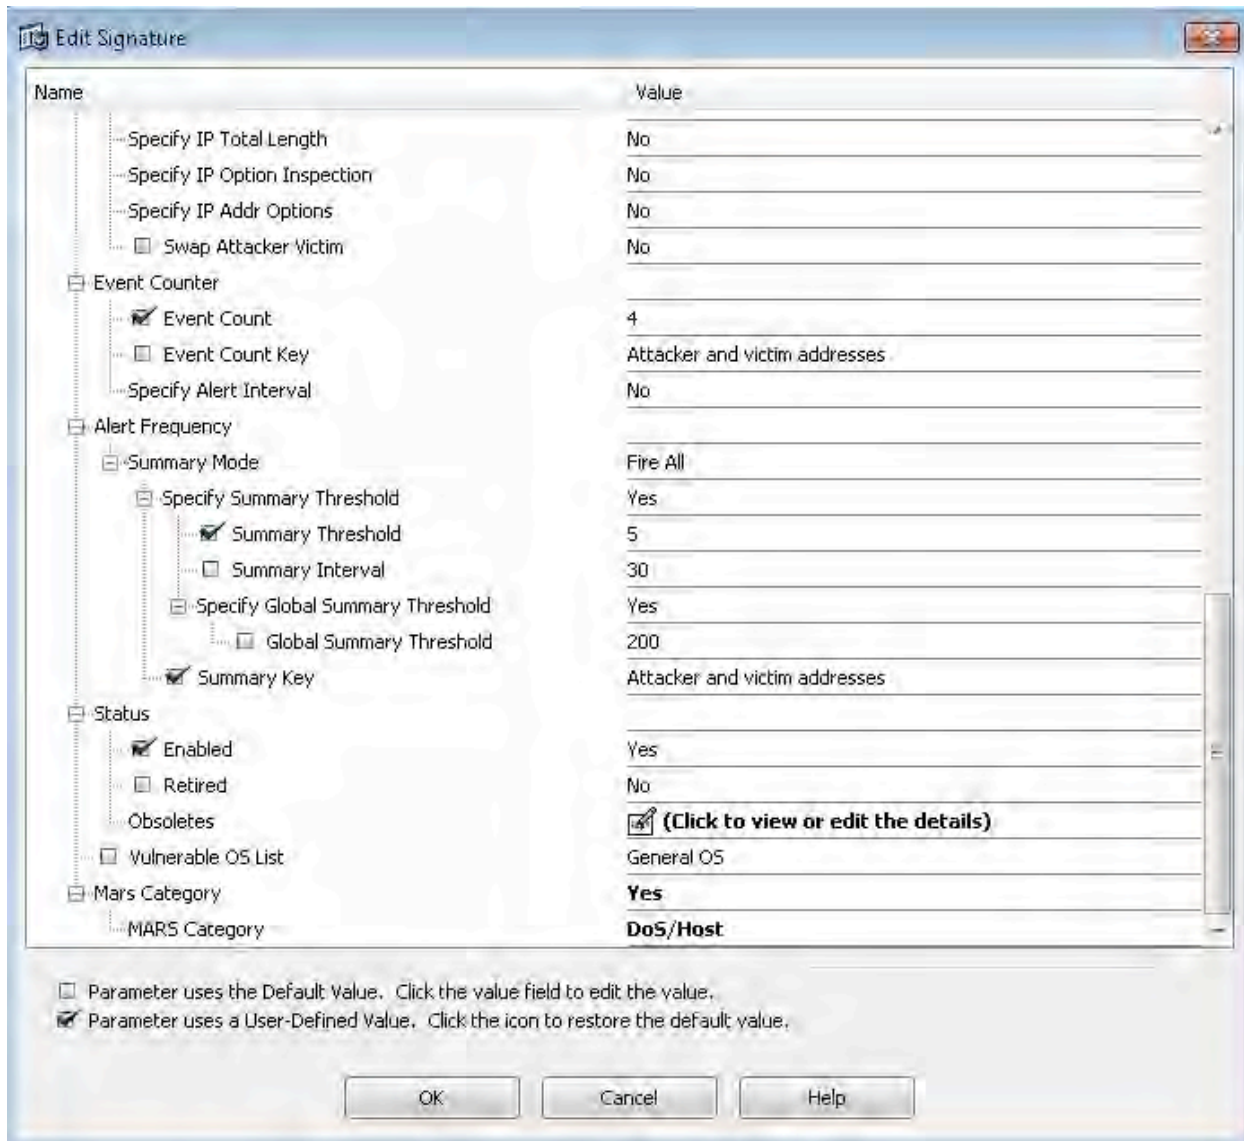 Edit Signature
Name Value
Specify IP Total Length No
Specify IP Option Inspection No
Specify IP Addr Options No
Swap Attacker Victim No
Event Counter
Event Count 4
Event Count Key Attacker and victim addresses
Specify Alert Interval No
Alert Frequency
Summary Mode Fire All
Specify Summary Threshold Yes
Summary Threshold 5
Summary Interval 30
Specify Global Summary Threshold Yes
Global Summary Threshold 200
Summary Key Attacker and victim addresses
Status
Enabled Yes
Retired No
Obsoletes (Click to view or edit the details)
Vulnerable OS List General OS
Mars Category Yes
MARS Category DoS/Host
Parameter uses the Default Value. Click the value field to edit the value.
Parameter uses a User-Defined Value. Click the icon to restore the default value.
OK Cancel Help